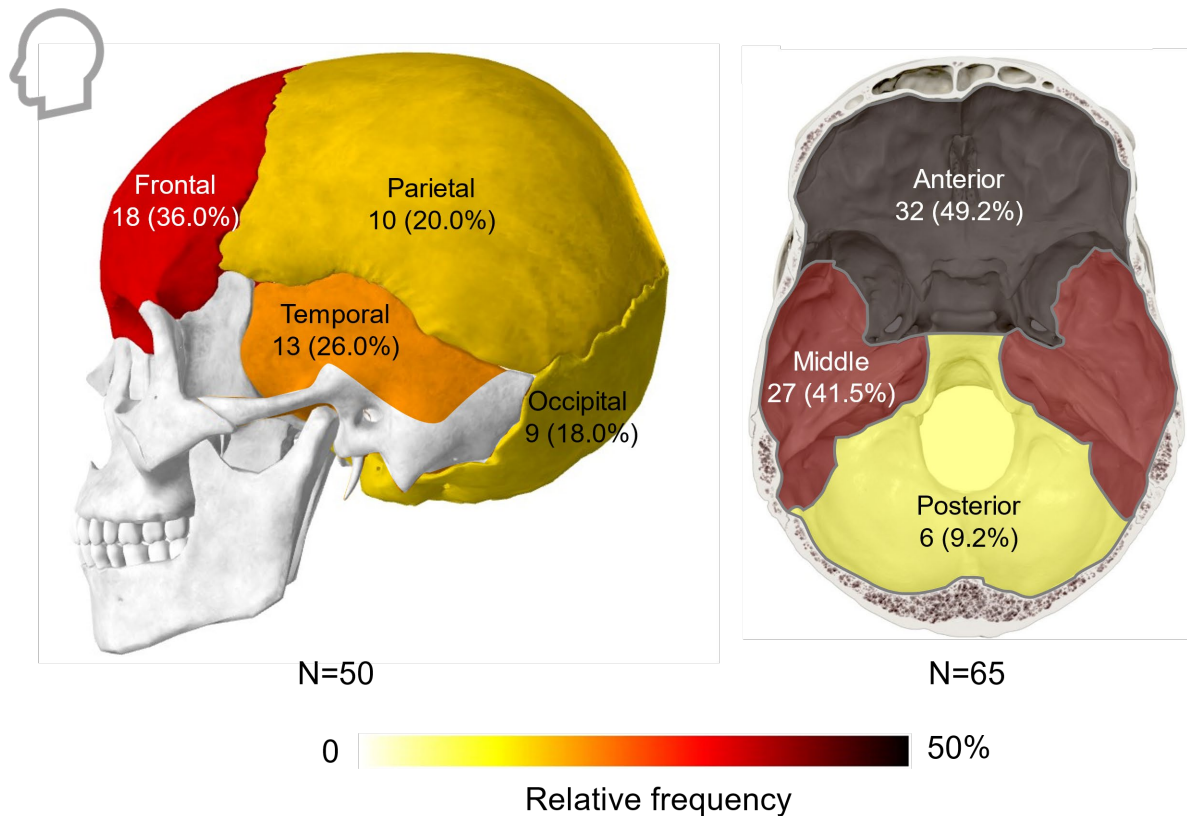 Frontal
18 (36.0%)
Parietal
10 (20.0%)
Temporal
13 (26.0%)
Occipital
9 (18.0%)
N=50
Anterior
32 (49.2%)
Middle
27 (41.5%)
Posterior
6 (9.2%)
N=65
0
50%
Relative frequency